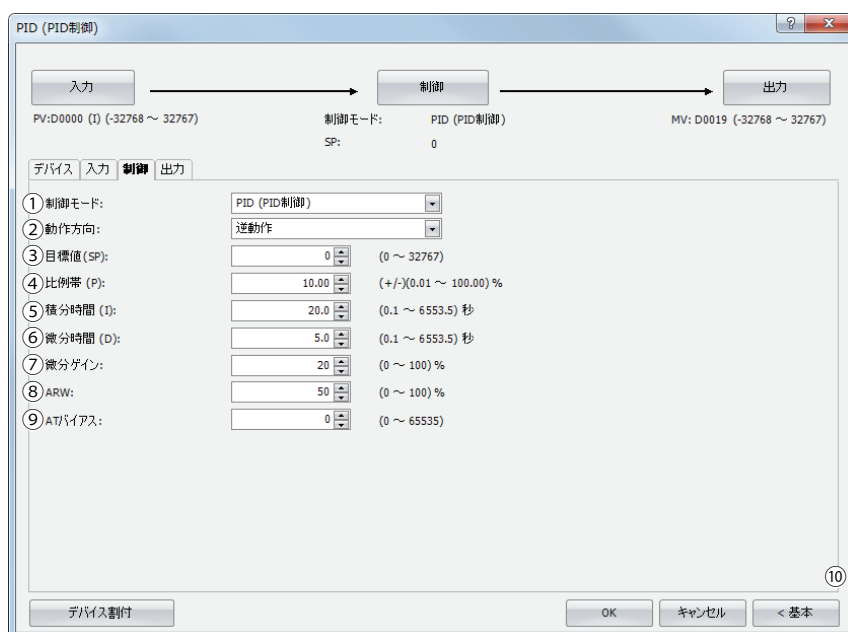 PID (PID制御)
入力 制御 出力
PV:D0000 (I) (-32768 ～ 32767) 制御モード: PID (PID制御) MV: D0019 (-32768 ～ 32767)
SP: 0
デバイス 入力 制御 出力
①制御モード: PID (PID制御)
②動作方向: 逆動作
③目標値(SP): 0 (0 ～ 32767)
④比例帯 (P): 10.00 (+/-)(0.01 ～ 100.00) %
⑤積分時間 (I): 20.0 (0.1 ～ 6553.5) 秒
⑥微分時間 (D): 5.0 (0.1 ～ 6553.5) 秒
⑦微分ゲイン: 20 (0 ～ 100) %
⑧ARW: 50 (0 ～ 100) %
⑨ATバイアス: 0 (0 ～ 65535)
⑩
デバイス割付 OK キャンセル < 基本